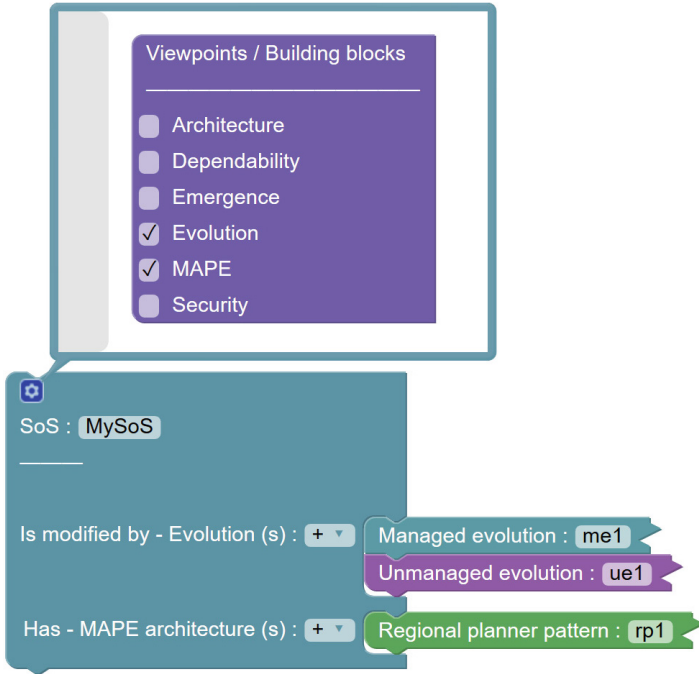 Viewpoints / Building blocks
Architecture
Dependability
Emergence
Evolution
MAPE
Security
SoS : MySoS
Is modified by - Evolution (s) : + Managed evolution : me1
Unmanaged evolution : ue1
Has - MAPE architecture (s) : + Regional planner pattern : rp1